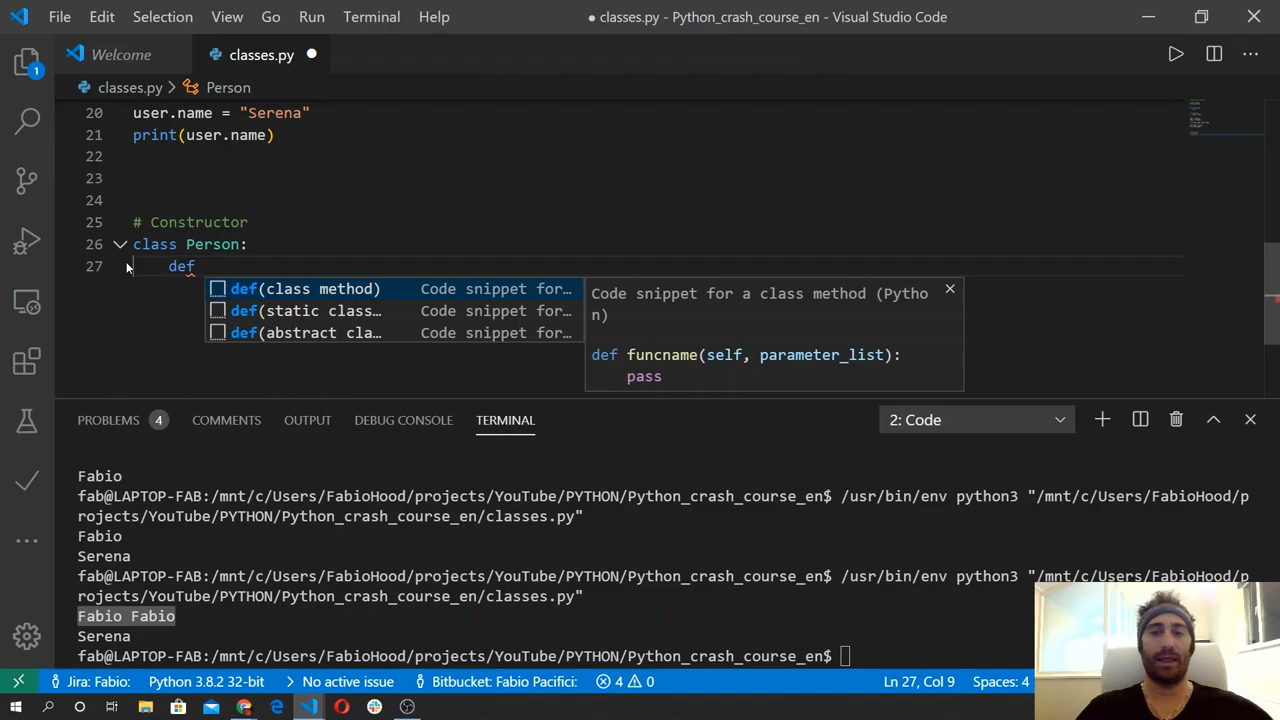 File Edit Selection View Go Run Terminal Help ● classes.py - Python_crash_course_en - Visual Studio Code
Welcome classes.py
1
classes.py > Person
20 user.name = "Serena"
21 print(user.name)
22
23
24
25 # Constructor
26 class Person:
27 def
def(class method) Code snippet for…
def(static class… Code snippet for…
def(abstract cla… Code snippet for…
Code snippet for a class method (Pytho
n)
def funcname(self, parameter_list):
pass
PROBLEMS 4 COMMENTS OUTPUT DEBUG CONSOLE TERMINAL 2: Code
Fabio
fab@LAPTOP-FAB:/mnt/c/Users/FabioHood/projects/YouTube/PYTHON/Python_crash_course_en$ /usr/bin/env python3 "/mnt/c/Users/FabioHood/p
rojects/YouTube/PYTHON/Python_crash_course_en/classes.py"
Fabio
Serena
fab@LAPTOP-FAB:/mnt/c/Users/FabioHood/projects/YouTube/PYTHON/Python_crash_course_en$ /usr/bin/env python3 "/mnt/c/Users/FabioHood/p
rojects/YouTube/PYTHON/Python_crash_course_en/classes.py"
Fabio Fabio
Serena
fab@LAPTOP-FAB:/mnt/c/Users/FabioHood/projects/YouTube/PYTHON/Python_crash_course_en$
Jira: Fabio: Python 3.8.2 32-bit No active issue Bitbucket: Fabio Pacifici: 4 0 Ln 27, Col 9 Spaces: 4